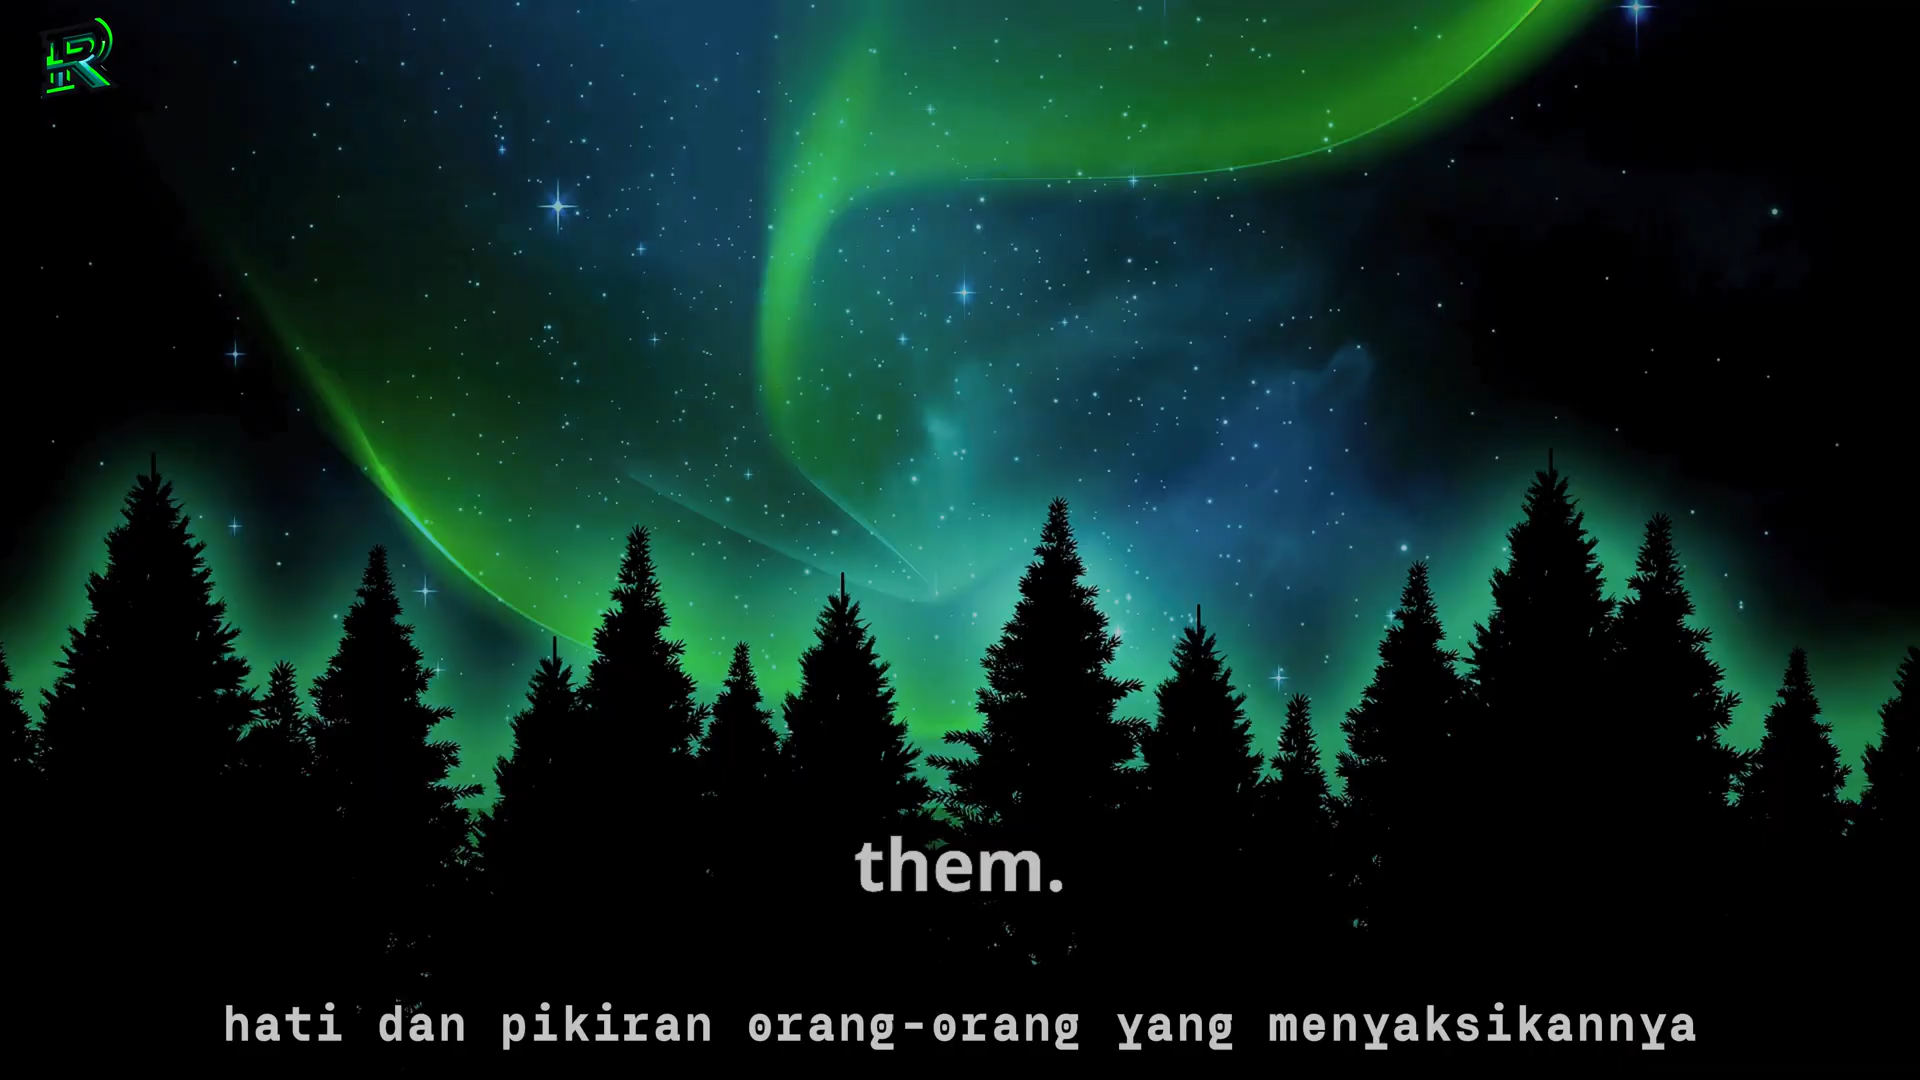 them.
hati dan pikiran orang-orang yang menyaksikannya